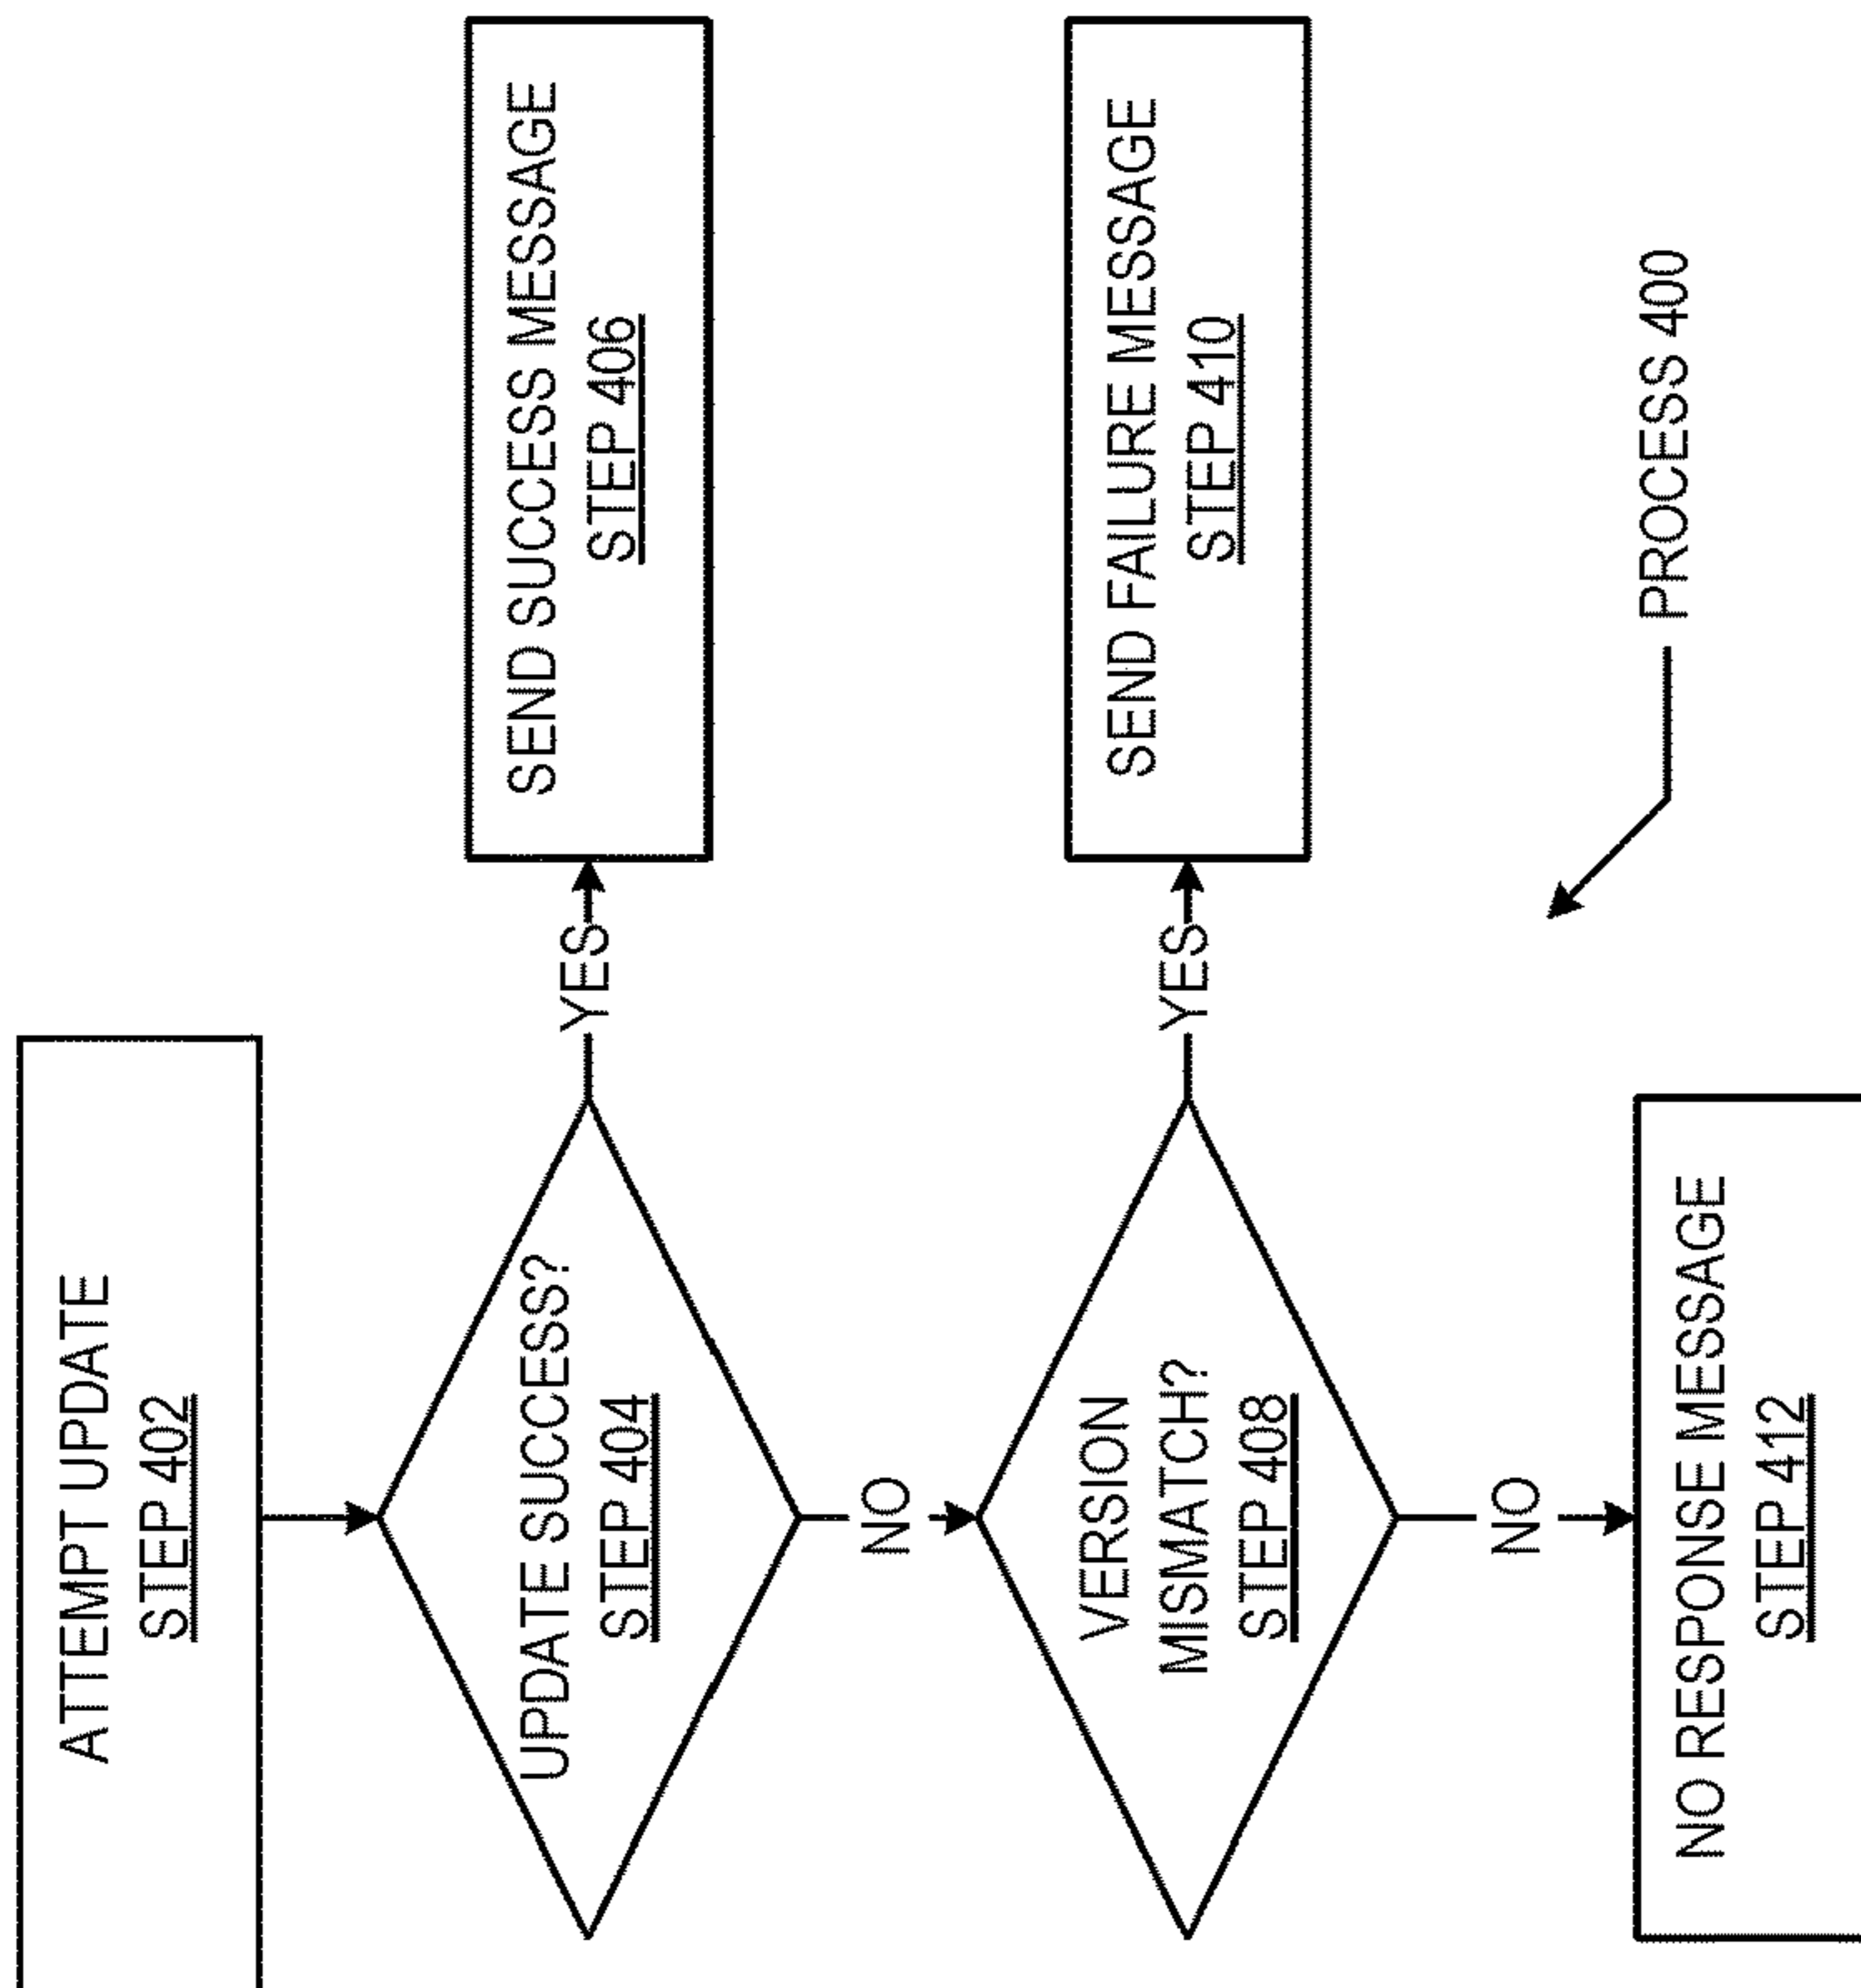 ATTEMPT UPDATE
STEP 402
UPDATE SUCCESS?
STEP 404
YES
SEND SUCCESS MESSAGE
STEP 406
NO
VERSION
MISMATCH?
STEP 408
YES
SEND FAILURE MESSAGE
STEP 410
NO
NO RESPONSE MESSAGE
STEP 412
PROCESS 400